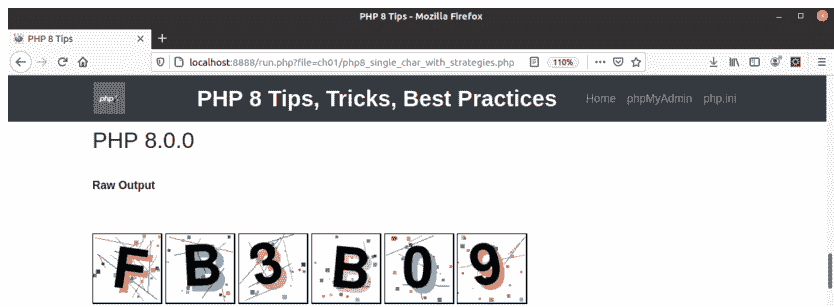 PHP 8 Tips - Mozilla Firefox
PHP 8 Tips
localhost:8888/run.php?file=ch01/php8_single_char_with_strategies.php 110%
php
PHP 8 Tips, Tricks, Best Practices Home phpMyAdmin php.ini
PHP 8.0.0
Raw Output
F B 3 B 0 9